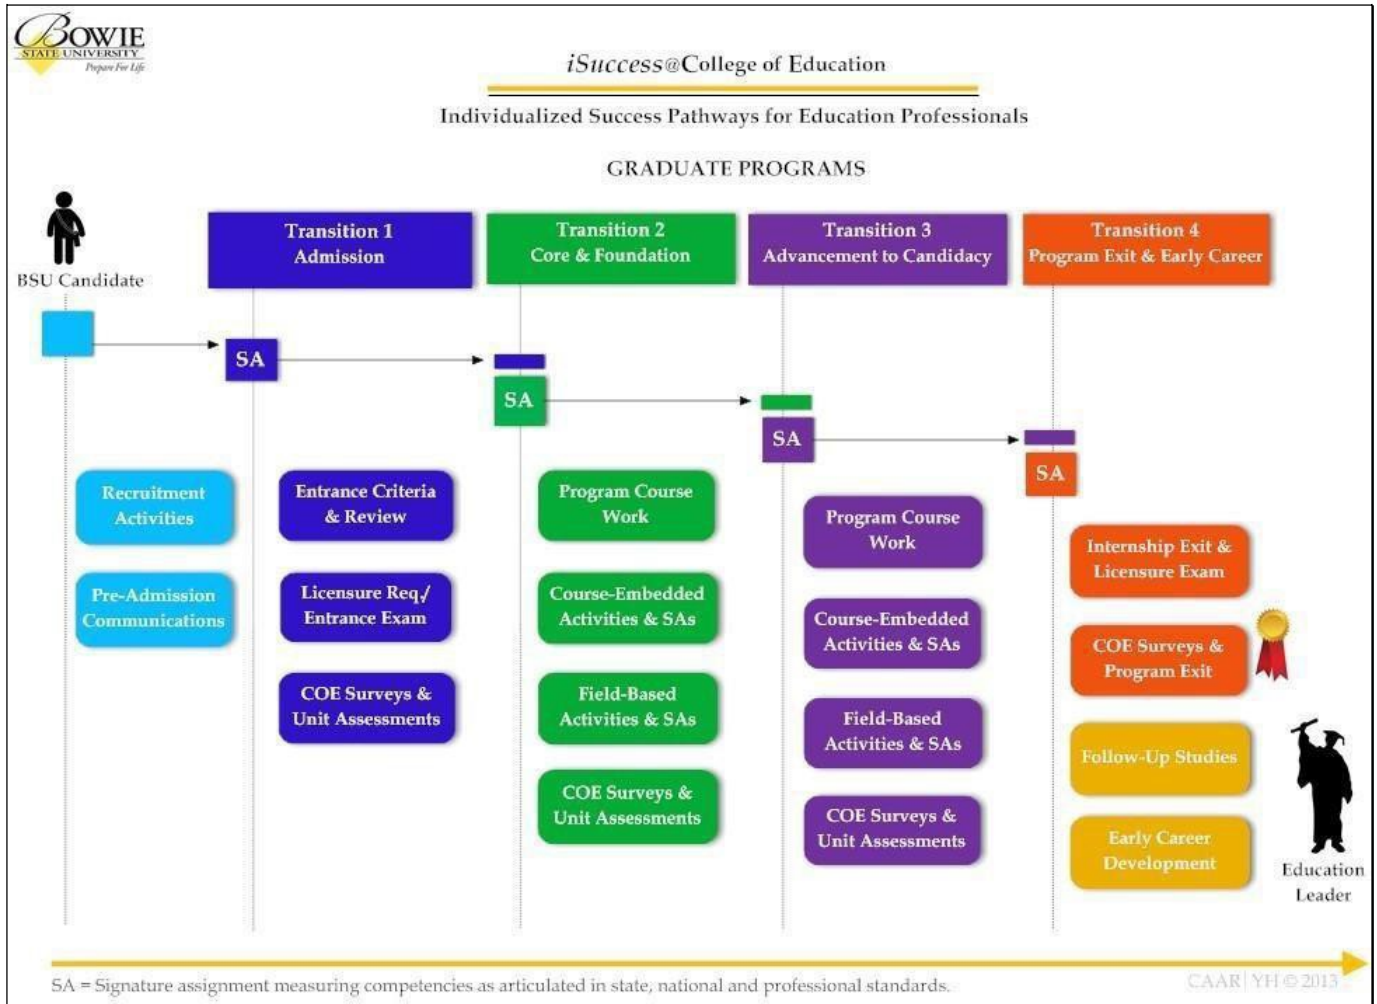 BOWIE
STATE UNIVERSITY
Prepare For Life
iSuccess@College of Education
Individualized Success Pathways for Education Professionals
GRADUATE PROGRAMS
BSU Candidate
Transition 1
Admission
Transition 2
Core & Foundation
Transition 3
Advancement to Candidacy
Transition 4
Program Exit & Early Career
SA
SA
SA
SA
Recruitment
Activities
Pre-Admission
Communications
Entrance Criteria
& Review
Licensure Req./
Entrance Exam
COE Surveys &
Unit Assessments
Program Course
Work
Course-Embedded
Activities & SAs
Field-Based
Activities & SAs
COE Surveys &
Unit Assessments
Program Course
Work
Course-Embedded
Activities & SAs
Field-Based
Activities & SAs
COE Surveys &
Unit Assessments
Internship Exit &
Licensure Exam
COE Surveys &
Program Exit
Follow-Up Studies
Early Career
Development
Education
Leader
SA = Signature assignment measuring competencies as articulated in state, national and professional standards.
CAAR | YH © 2013